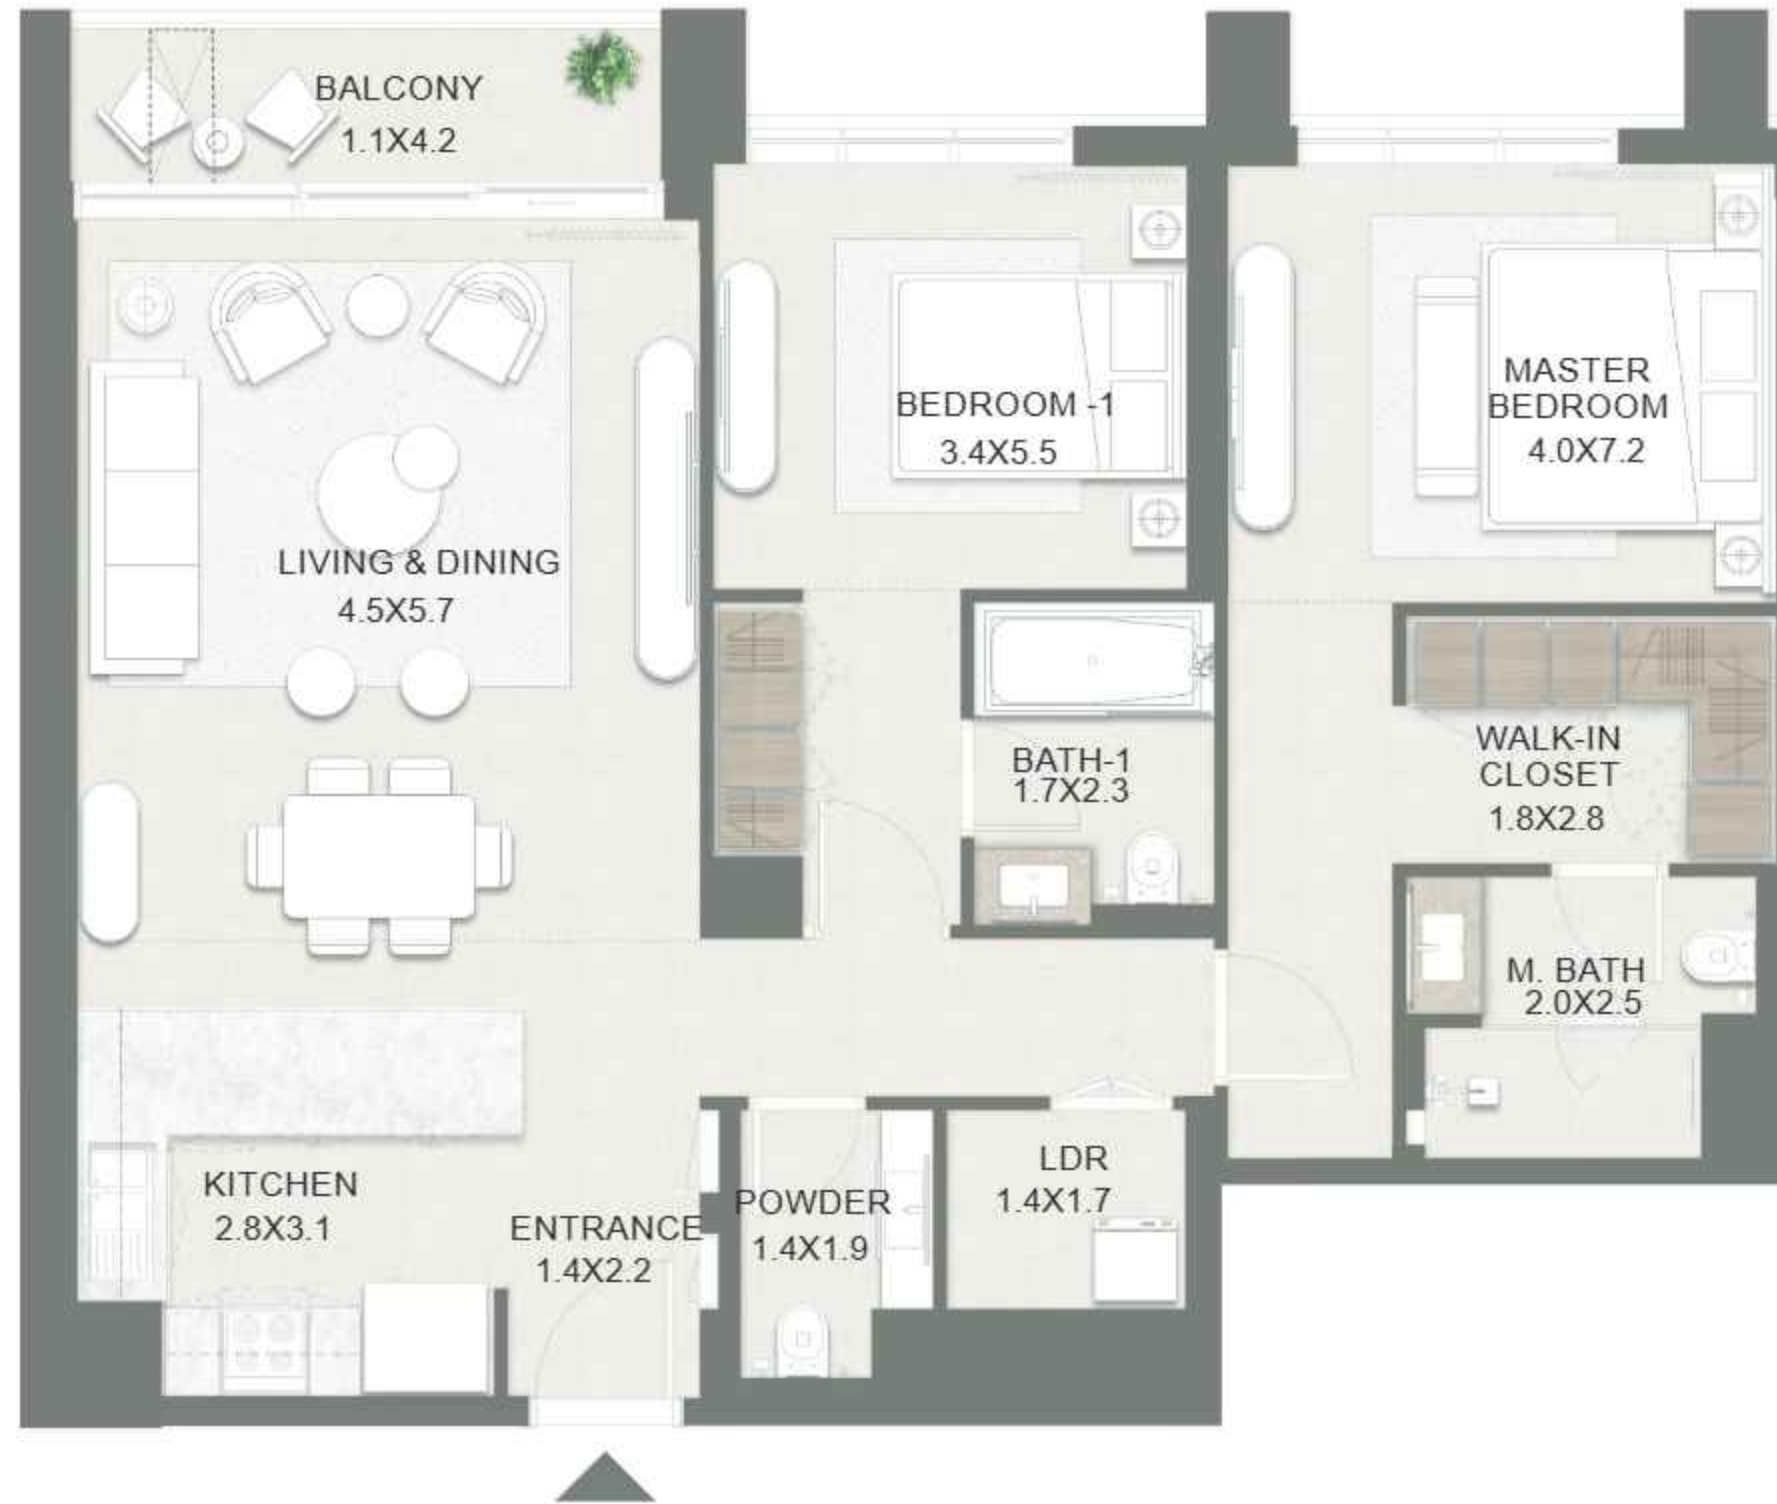 BALCONY
1.1X4.2
BEDROOM -1
3.4X5.5
MASTER
BEDROOM
4.0X7.2
LIVING & DINING
4.5X5.7
BATH-1
1.7X2.3
WALK-IN
CLOSET
1.8X2.8
M. BATH
2.0X2.5
KITCHEN
2.8X3.1
ENTRANCE
1.4X2.2
POWDER
1.4X1.9
LDR
1.4X1.7